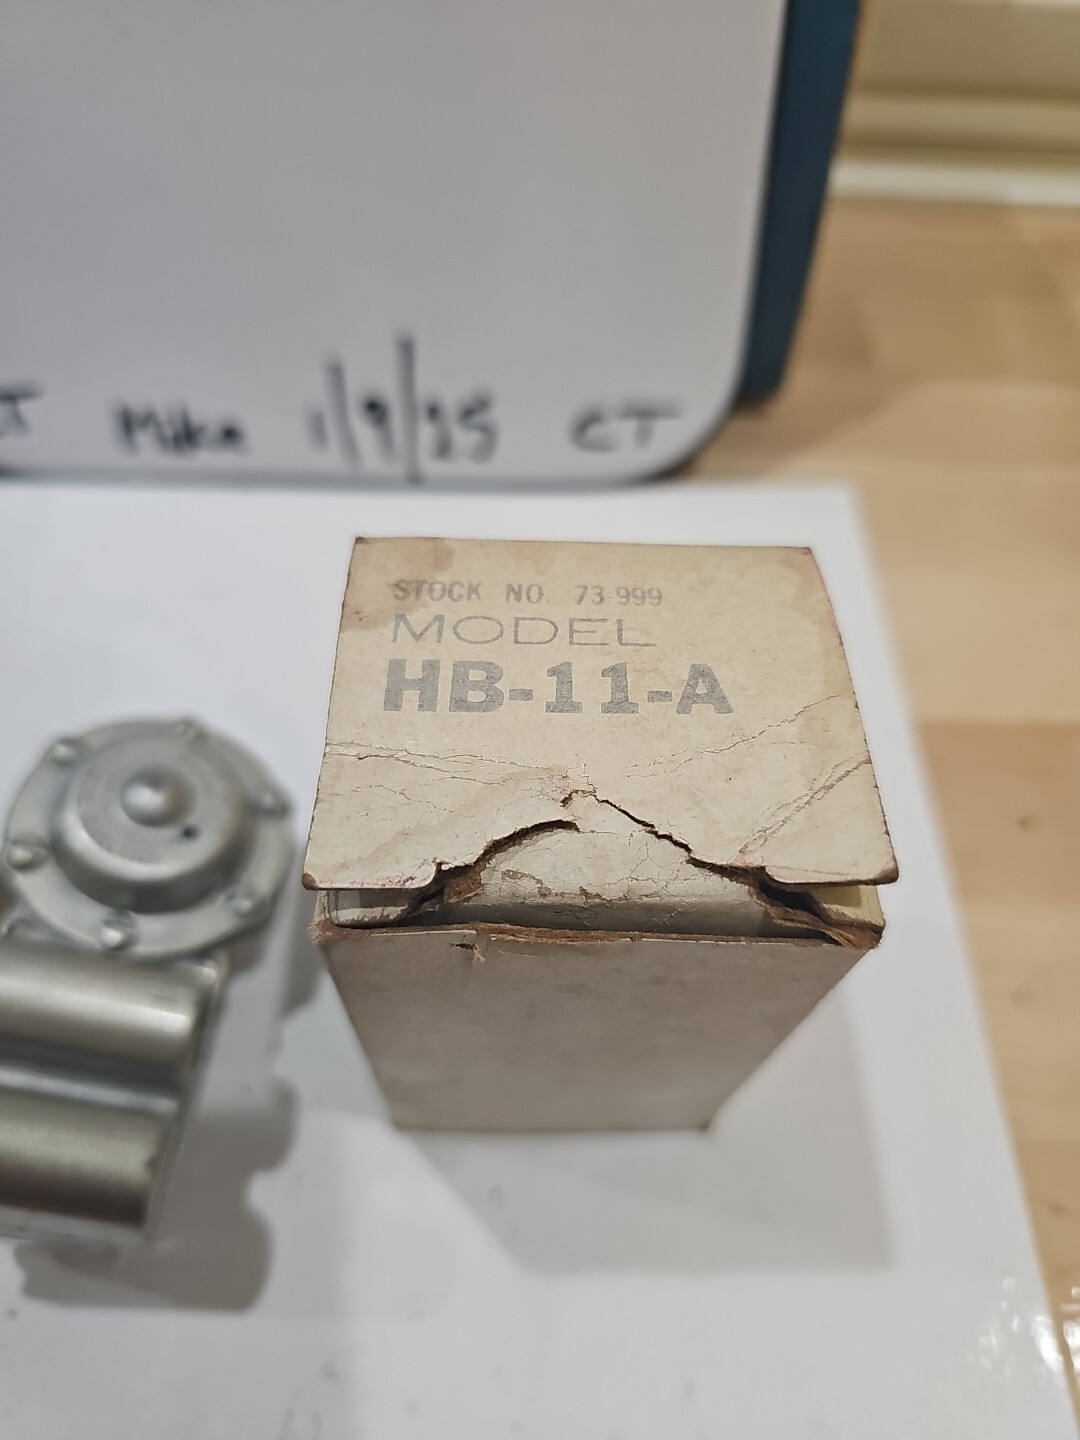 T Mike 1/9/25 CT
STOCK NO. 73-999
MODEL
HB-11-A